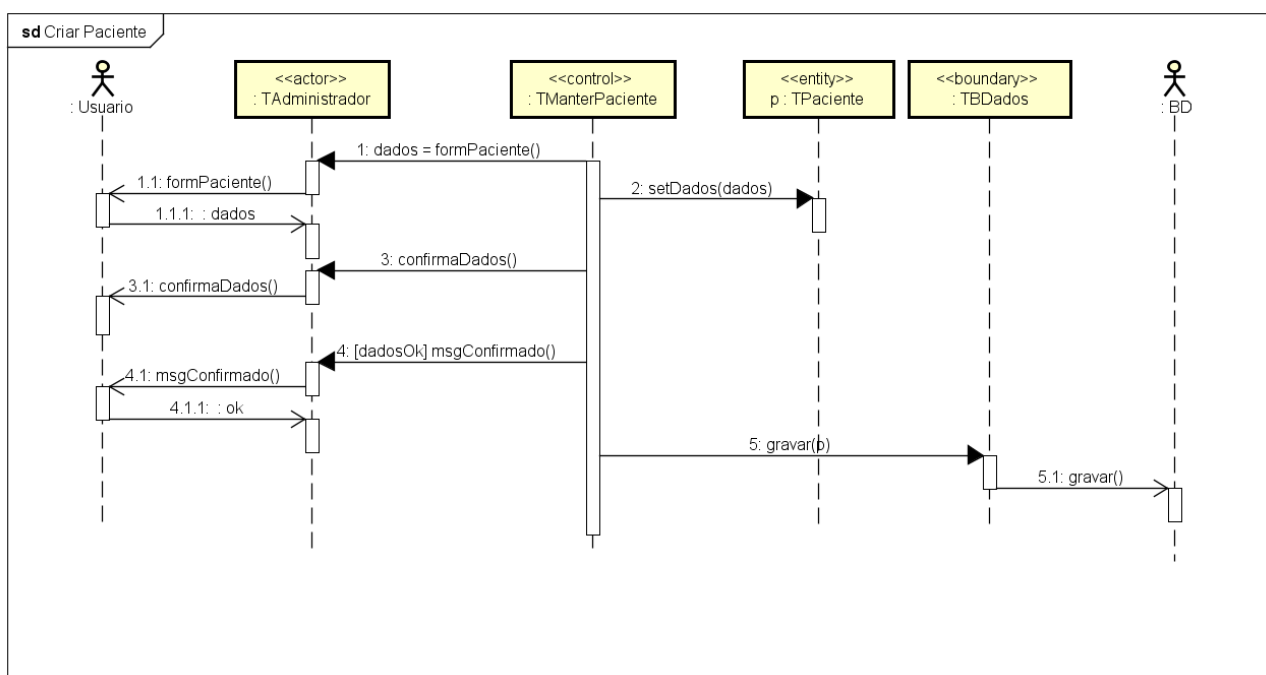 sd Criar Paciente
: Usuario
<<actor>>
: TAdministrador
<<control>>
: TManterPaciente
<<entity>>
p : TPaciente
<<boundary>>
: TBDados
: BD
1: dados = formPaciente()
1.1: formPaciente()
2: setDados(dados)
1.1.1: : dados
3: confirmaDados()
3.1: confirmaDados()
4: [dadosOk] msgConfirmado()
4.1: msgConfirmado()
4.1.1: : ok
5: gravar(p)
5.1: gravar()